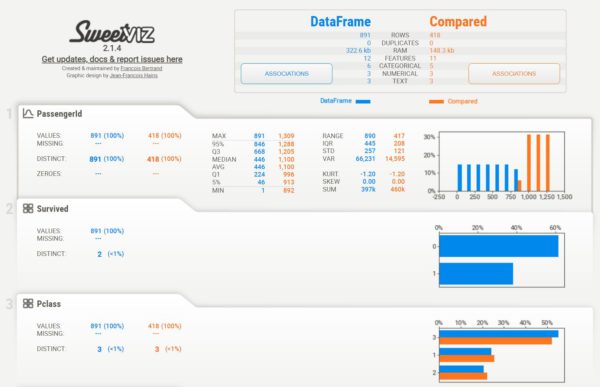 SweetVIZ
2.1.4
Get updates, docs & report issues here
Created & maintained by Francois Bertrand
Graphic design by Jean-Francois Hains
DataFrame Compared
891 ROWS 418
0 DUPLICATES 0
322.6 kb RAM 148.3 kb
12 FEATURES 11
6 CATEGORICAL 5
3 NUMERICAL 3
3 TEXT 3
ASSOCIATIONS ASSOCIATIONS
DataFrame Compared
1 PassengerId
VALUES: 891 (100%) 418 (100%)
MISSING: --- ---
DISTINCT: 891 (100%) 418 (100%)
ZEROES: --- ---
MAX 891 1,309
95% 846 1,288
Q3 668 1,205
MEDIAN 446 1,100
AVG 446 1,100
Q1 224 996
5% 46 913
MIN 1 892
RANGE 890 417
IQR 445 208
STD 257 121
VAR 66,231 14,595
KURT. -1.20 -1.20
SKEW 0.00 0.00
SUM 397k 460k
30%
20%
10%
0%
-250 0 250 500 750 1,000 1,250 1,500
2 Survived
VALUES: 891 (100%)
MISSING: ---
DISTINCT: 2 (<1%)
0% 20% 40% 60%
0
1
3 Pclass
VALUES: 891 (100%) 418 (100%)
MISSING: --- ---
DISTINCT: 3 (<1%) 3 (<1%)
0% 10% 20% 30% 40% 50%
3
1
2